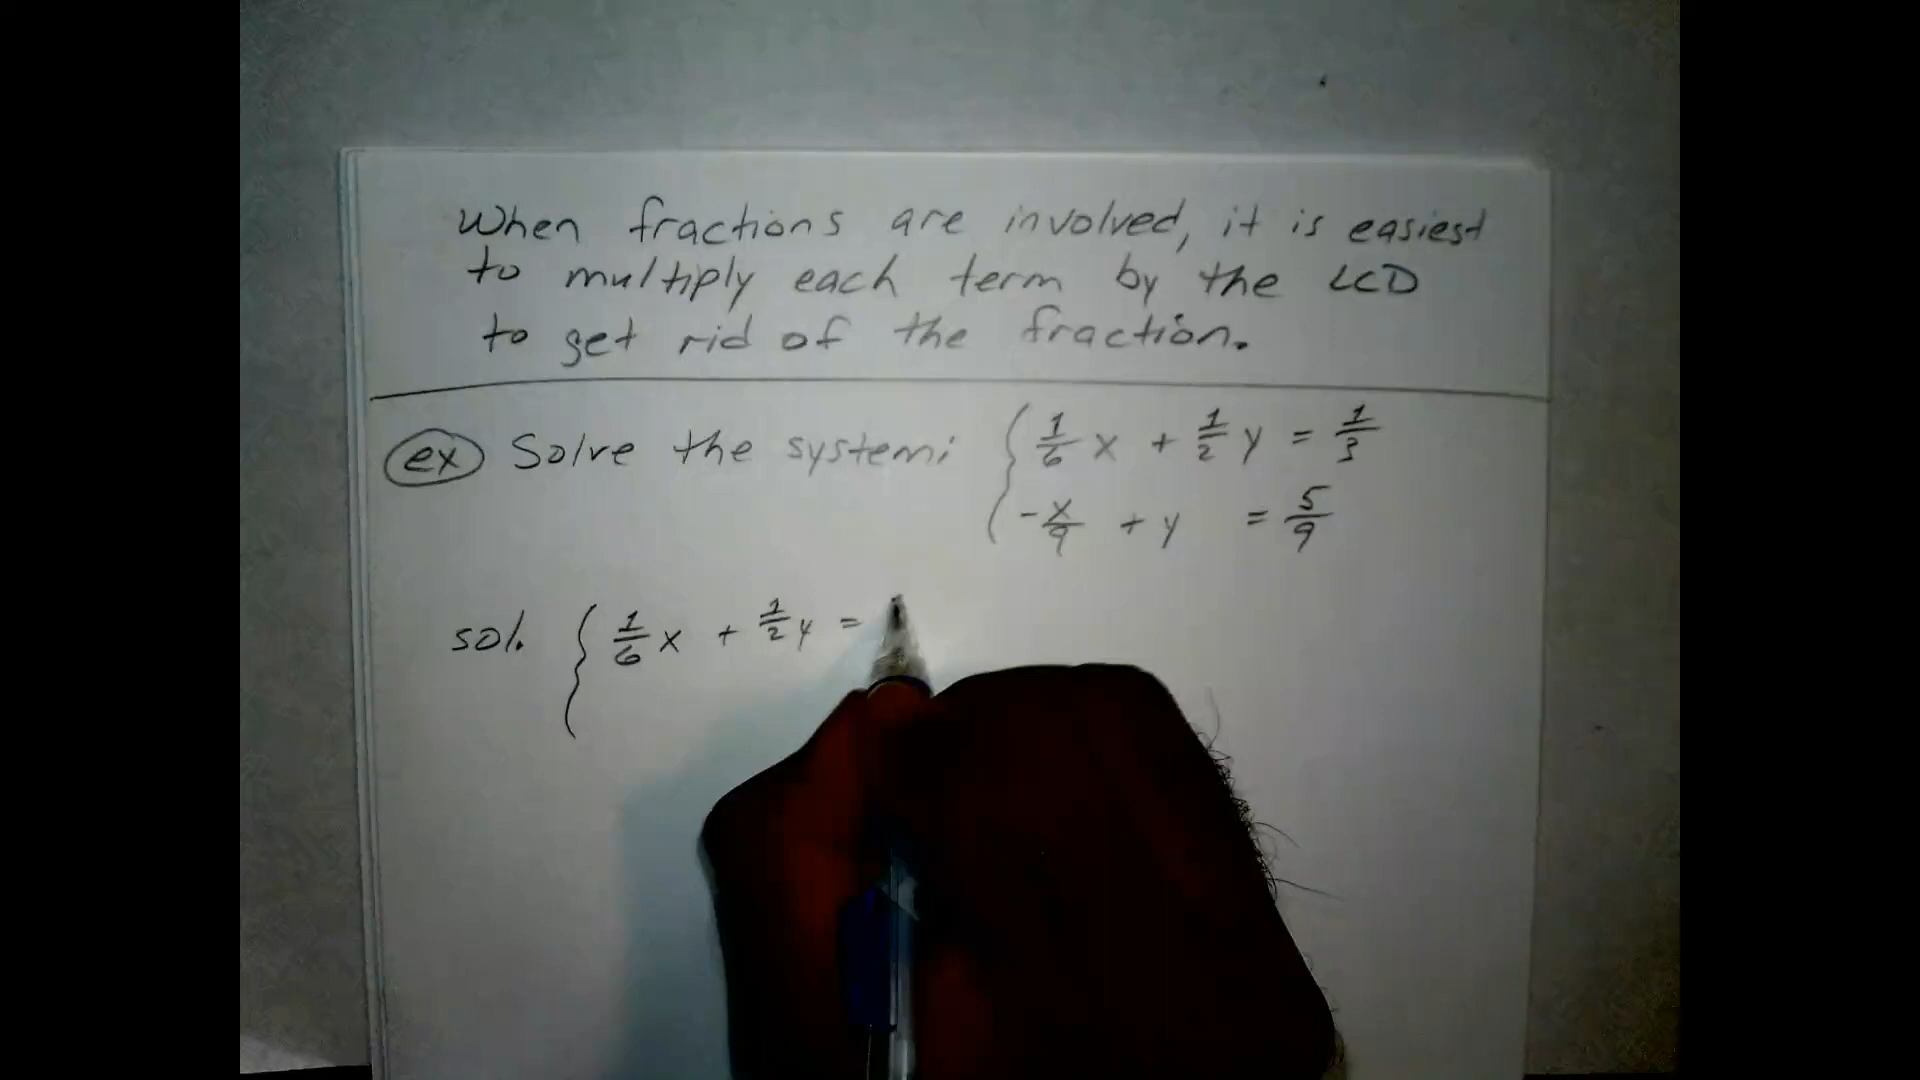 When fractions are involved, it is easiest
to multiply each term by the LCD
to get rid of the fraction.
ex Solve the system: { 1/6 x + 1/2 y = 1/3
-x/9 + y = 5/9
sol. { 1/6 x + 1/2 y =